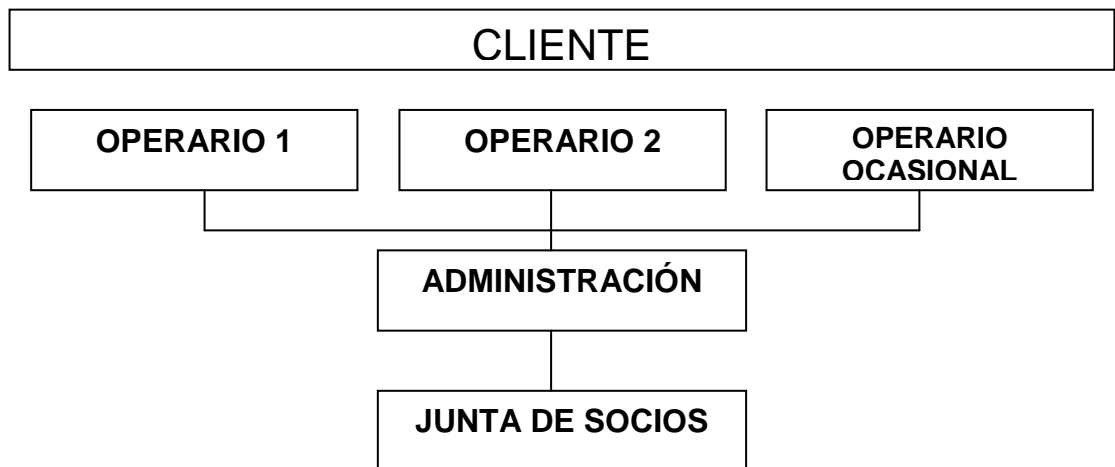 CLIENTE
OPERARIO 1
OPERARIO 2
OPERARIO
OCASIONAL
ADMINISTRACIÓN
JUNTA DE SOCIOS